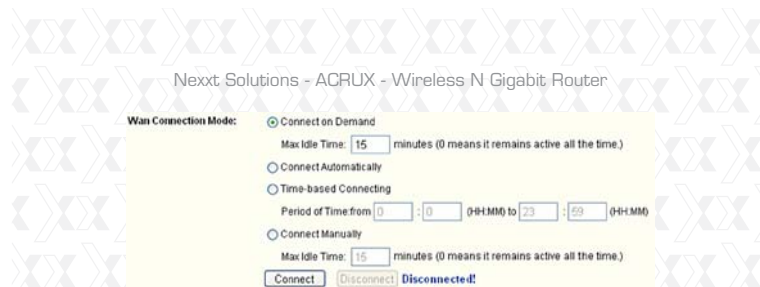 Nexxt Solutions - ACRUX - Wireless N Gigabit Router
Wan Connection Mode: Connect on Demand
Max Idle Time: 15 minutes (0 means it remains active all the time.)
Connect Automatically
Time-based Connecting
Period of Time:from 0 : 0 (HH:MM) to 23 : 59 (HH:MM)
Connect Manually
Max Idle Time: 15 minutes (0 means it remains active all the time.)
Connect Disconnect Disconnected!